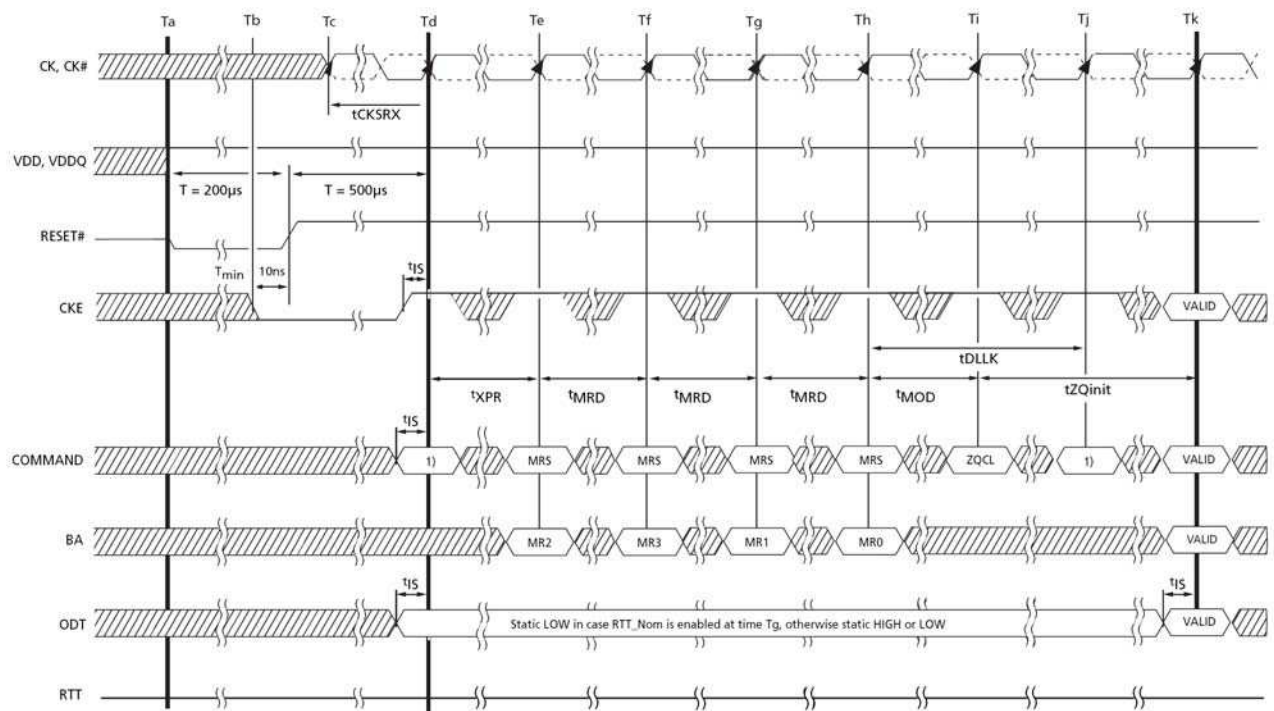 Ta Tb Tc Td Te Tf Tg Th Ti Tj Tk
CK, CK#
tCKSRX
VDD, VDDQ
T = 200µs T = 500µs
RESET#
Tmin 10ns tIS
CKE VALID
tDLLK
tXPR tMRD tMRD tMRD tMOD tZQinit
tIS
COMMAND 1) MRS MRS MRS MRS ZQCL 1) VALID
BA MR2 MR3 MR1 MR0 VALID
tIS tIS
ODT Static LOW in case RTT_Nom is enabled at time Tg, otherwise static HIGH or LOW VALID
RTT